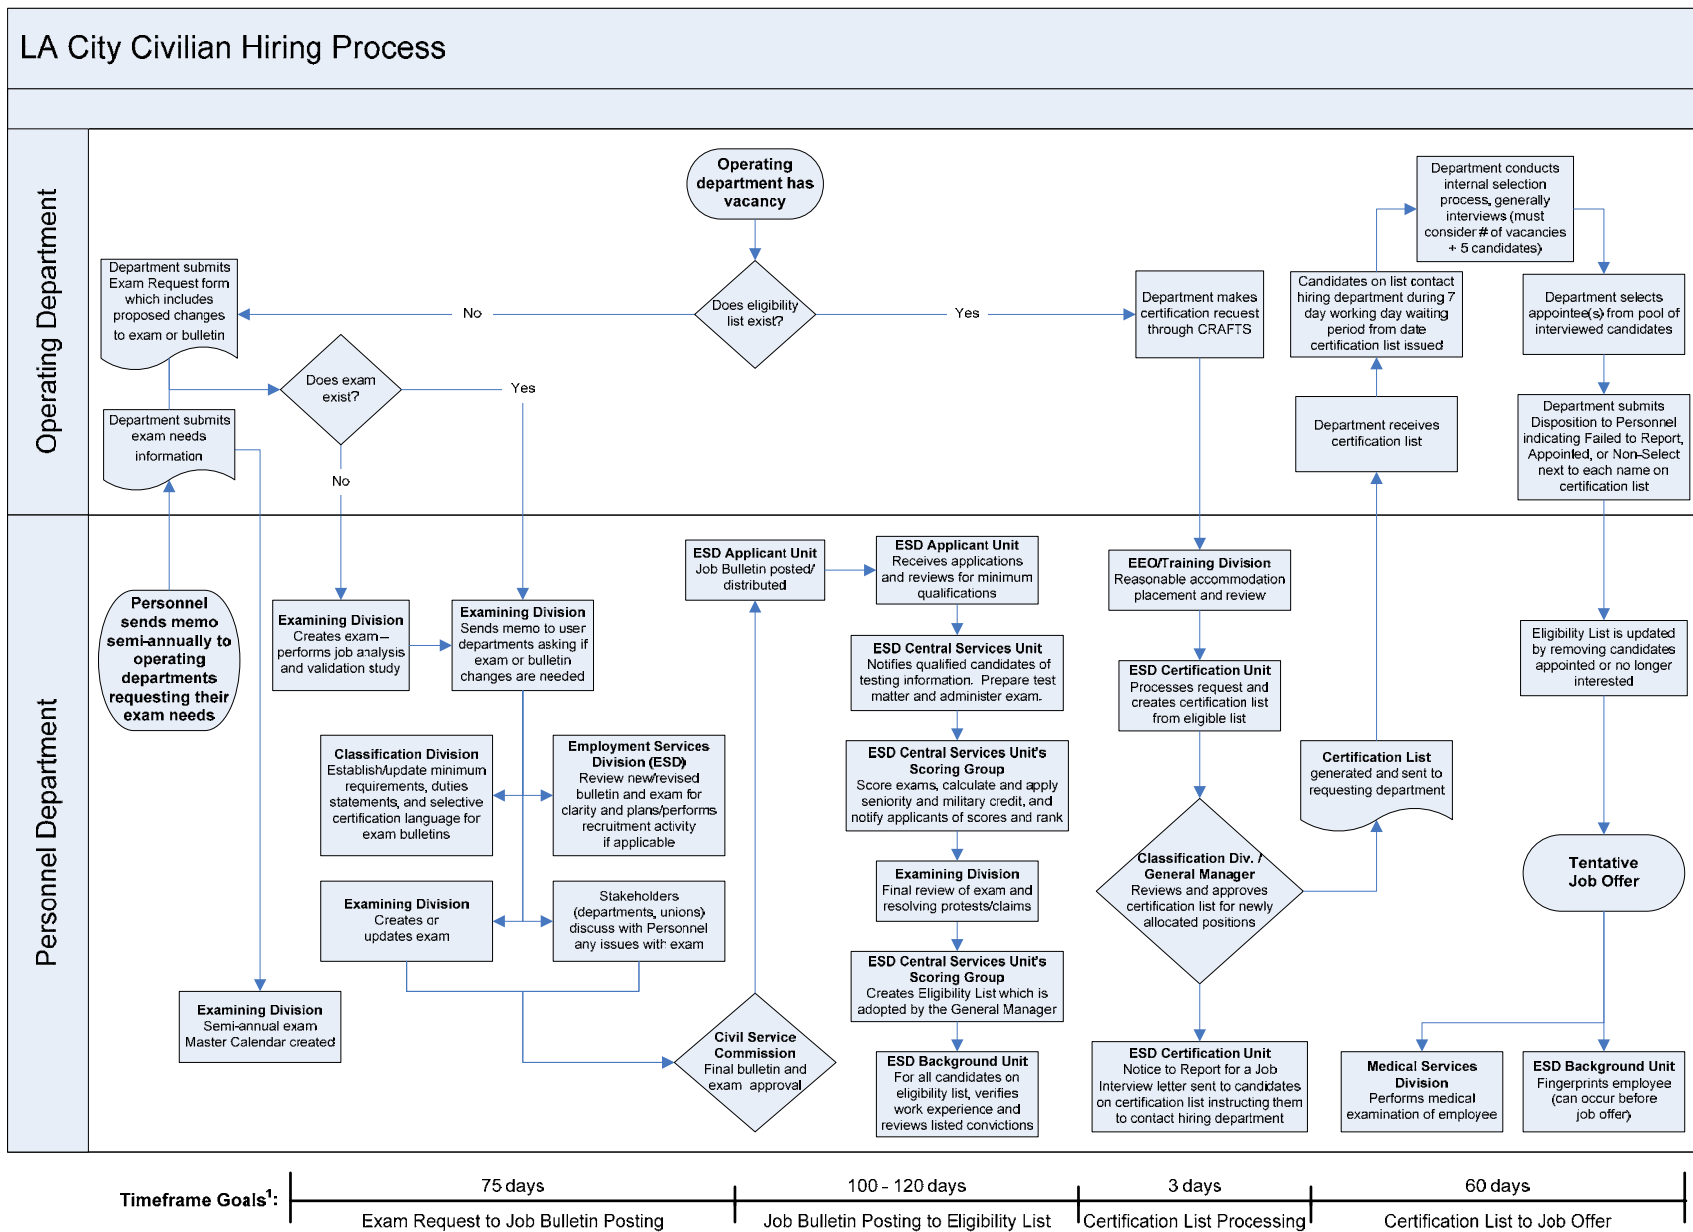 LA City Civilian Hiring Process
Operating Department
Operating
department has
vacancy
Does eligibility
list exist?
No
Yes
Department submits
Exam Request form
which includes
proposed changes
to exam or bulletin
Does exam
exist?
Yes
No
Department submits
exam needs
information
Department makes
certification request
through CRAFTS
Candidates on list contact
hiring department during 7
day working day waiting
period from date
certification list issued
Department receives
certification list
Department conducts
internal selection
process, generally
interviews (must
consider # of vacancies
+ 5 candidates)
Department selects
appointee(s) from pool of
interviewed candidates
Department submits
Disposition to Personnel
indicating Failed to Report,
Appointed, or Non-Select
next to each name on
certification list
Personnel Department
Personnel
sends memo
semi-annually to
operating
departments
requesting their
exam needs
Examining Division
Creates exam –
performs job analysis
and validation study
Examining Division
Sends memo to user
departments asking if
exam or bulletin
changes are needed
Classification Division
Establish/update minimum
requirements, duties
statements, and selective
certification language for
exam bulletins
Employment Services
Division (ESD)
Review new/revised
bulletin and exam for
clarity and plans/performs
recruitment activity
if applicable
Examining Division
Creates or
updates exam
Stakeholders
(departments, unions)
discuss with Personnel
any issues with exam
Examining Division
Semi-annual exam
Master Calendar created
Civil Service
Commission
Final bulletin and
exam approval
ESD Applicant Unit
Job Bulletin posted/
distributed
ESD Applicant Unit
Receives applications
and reviews for minimum
qualifications
ESD Central Services Unit
Notifies qualified candidates of
testing information. Prepare test
matter and administer exam.
ESD Central Services Unit's
Scoring Group
Score exams, calculate and apply
seniority and military credit, and
notify applicants of scores and rank
Examining Division
Final review of exam and
resolving protests/claims
ESD Central Services Unit's
Scoring Group
Creates Eligibility List which is
adopted by the General Manager
ESD Background Unit
For all candidates on
eligibility list, verifies
work experience and
reviews listed convictions
EEO/Training Division
Reasonable accommodation
placement and review
ESD Certification Unit
Processes request and
creates certification list
from eligible list
Classification Div. /
General Manager
Reviews and approves
certification list for newly
allocated positions
ESD Certification Unit
Notice to Report for a Job
Interview letter sent to candidates
on certification list instructing them
to contact hiring department
Certification List
generated and sent to
requesting department
Eligibility List is updated
by removing candidates
appointed or no longer
interested
Tentative
Job Offer
Medical Services
Division
Performs medical
examination of employee
ESD Background Unit
Fingerprints employee
(can occur before
job offer)
Timeframe Goals¹:
75 days
100 - 120 days
3 days
60 days
Exam Request to Job Bulletin Posting
Job Bulletin Posting to Eligibility List
Certification List Processing
Certification List to Job Offer